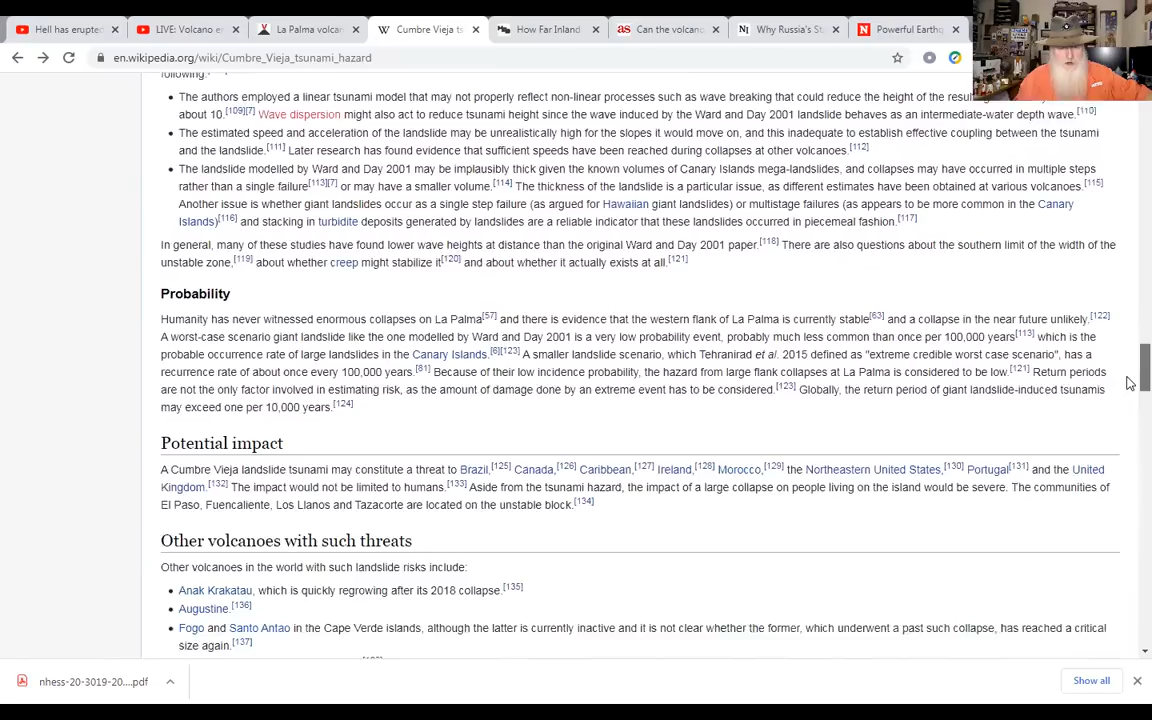 Hell has erupte
LIVE: Volcano e
La Palma volcar
Cumbre Vieja ts
How Far Inland
Can the volcano
Why Russia's St
Powerful Earthq
en.wikipedia.org/wiki/Cumbre_Vieja_tsunami_hazard
following:
The authors employed a linear tsunami model that may not properly reflect non-linear processes such as wave breaking that could reduce the height of the
about 10.[109][7] Wave dispersion might also act to reduce tsunami height since the wave induced by the Ward and Day 2001 landslide behaves as an intermediate-water depth wave.[110]
The estimated speed and acceleration of the landslide may be unrealistically high for the slopes it would move on, and this inadequate to establish effective coupling between the tsunami
and the landslide.[111] Later research has found evidence that sufficient speeds have been reached during collapses at other volcanoes.[112]
The landslide modelled by Ward and Day 2001 may be implausibly thick given the known volumes of Canary Islands mega-landslides, and collapses may have occurred in multiple steps
rather than a single failure[113][7] or may have a smaller volume.[114] The thickness of the landslide is a particular issue, as different estimates have been obtained at various volcanoes.[115]
Another issue is whether giant landslides occur as a single step failure (as argued for Hawaiian giant landslides) or multistage failures (as appears to be more common in the Canary
Islands)[116] and stacking in turbidite deposits generated by landslides are a reliable indicator that these landslides occurred in piecemeal fashion.[117]
In general, many of these studies have found lower wave heights at distance than the original Ward and Day 2001 paper.[118] There are also questions about the southern limit of the width of the
unstable zone,[119] about whether creep might stabilize it[120] and about whether it actually exists at all.[121]
Probability
Humanity has never witnessed enormous collapses on La Palma[57] and there is evidence that the western flank of La Palma is currently stable[63] and a collapse in the near future unlikely.[122]
A worst-case scenario giant landslide like the one modelled by Ward and Day 2001 is a very low probability event, probably much less common than once per 100,000 years[113] which is the
probable occurrence rate of large landslides in the Canary Islands.[6][123] A smaller landslide scenario, which Tehranirad et al. 2015 defined as "extreme credible worst case scenario", has a
recurrence rate of about once every 100,000 years.[81] Because of their low incidence probability, the hazard from large flank collapses at La Palma is considered to be low.[121] Return periods
are not the only factor involved in estimating risk, as the amount of damage done by an extreme event has to be considered.[123] Globally, the return period of giant landslide-induced tsunamis
may exceed one per 10,000 years.[124]
Potential impact
A Cumbre Vieja landslide tsunami may constitute a threat to Brazil,[125] Canada,[126] Caribbean,[127] Ireland,[128] Morocco,[129] the Northeastern United States,[130] Portugal[131] and the United
Kingdom.[132] The impact would not be limited to humans.[133] Aside from the tsunami hazard, the impact of a large collapse on people living on the island would be severe. The communities of
El Paso, Fuencaliente, Los Llanos and Tazacorte are located on the unstable block.[134]
Other volcanoes with such threats
Other volcanoes in the world with such landslide risks include:
Anak Krakatau, which is quickly regrowing after its 2018 collapse.[135]
Augustine.[136]
Fogo and Santo Antao in the Cape Verde islands, although the latter is currently inactive and it is not clear whether the former, which underwent a past such collapse, has reached a critical
size again.[137]
nhess-20-3019-20....pdf
Show all